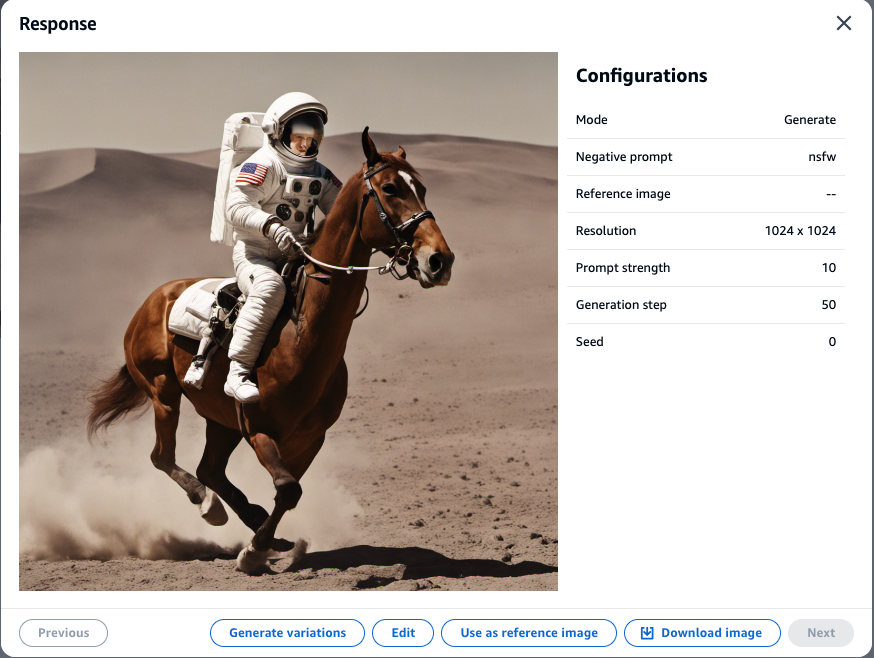 Response
Configurations
Mode Generate
Negative prompt nsfw
Reference image --
Resolution 1024 x 1024
Prompt strength 10
Generation step 50
Seed 0
Previous Generate variations Edit Use as reference image Download image Next